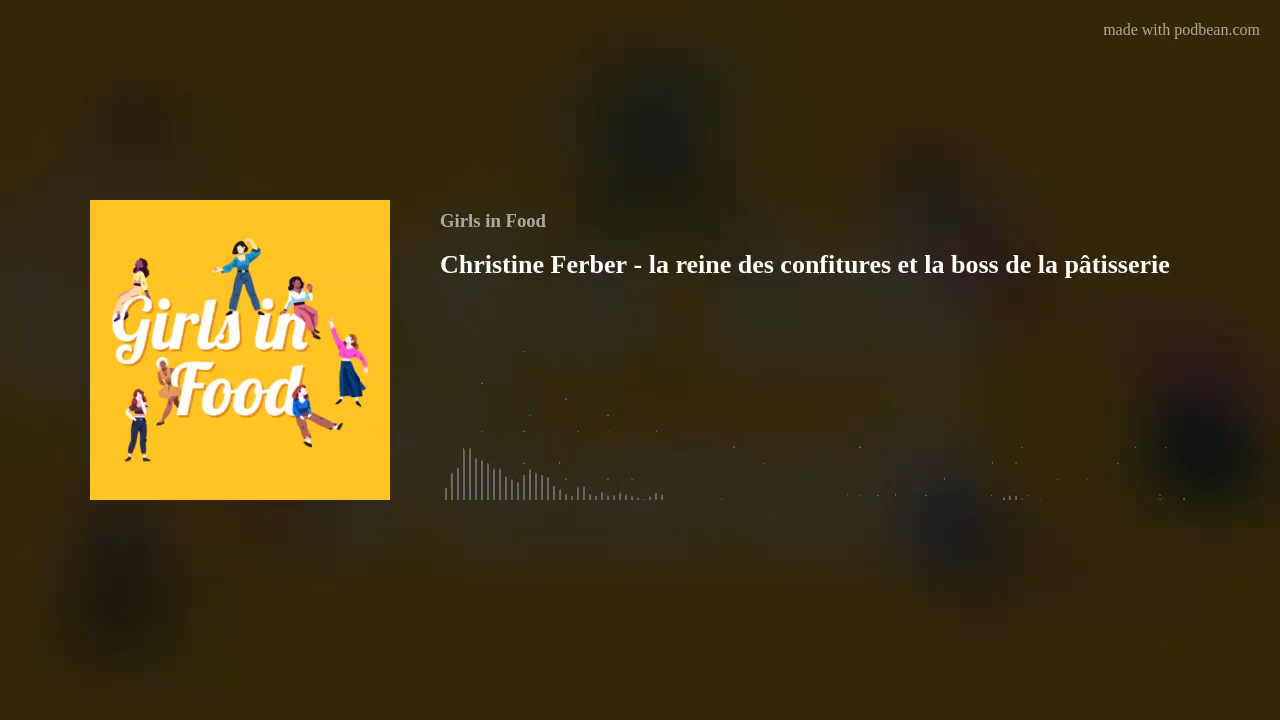 made with podbean.com
Girls in Food
Christine Ferber - la reine des confitures et la boss de la pâtisserie
Girls in
Food